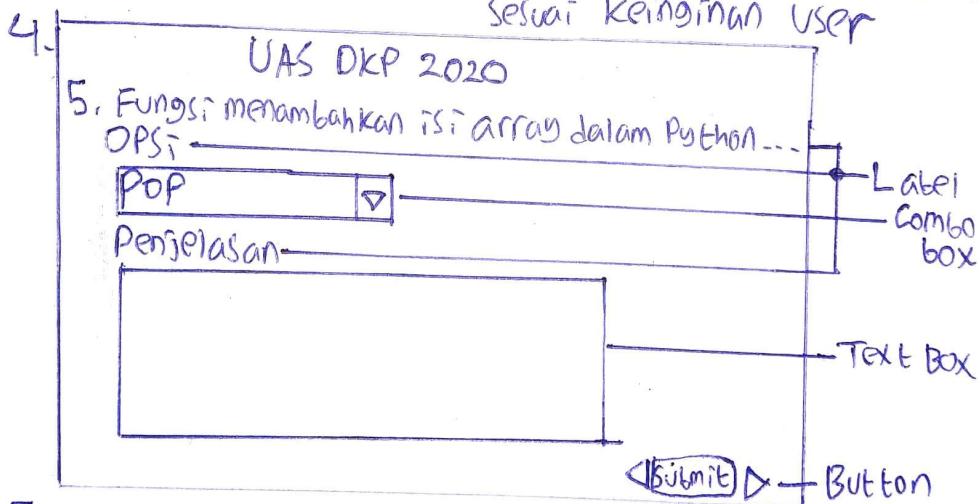 sesuai keinginan user
4.
UAS DKP 2020
5. Fungsi menambahkan isi array dalam Python...
OPSi
POP
Label
Combo
box
Penjelasan
Text Box
Submit
Button